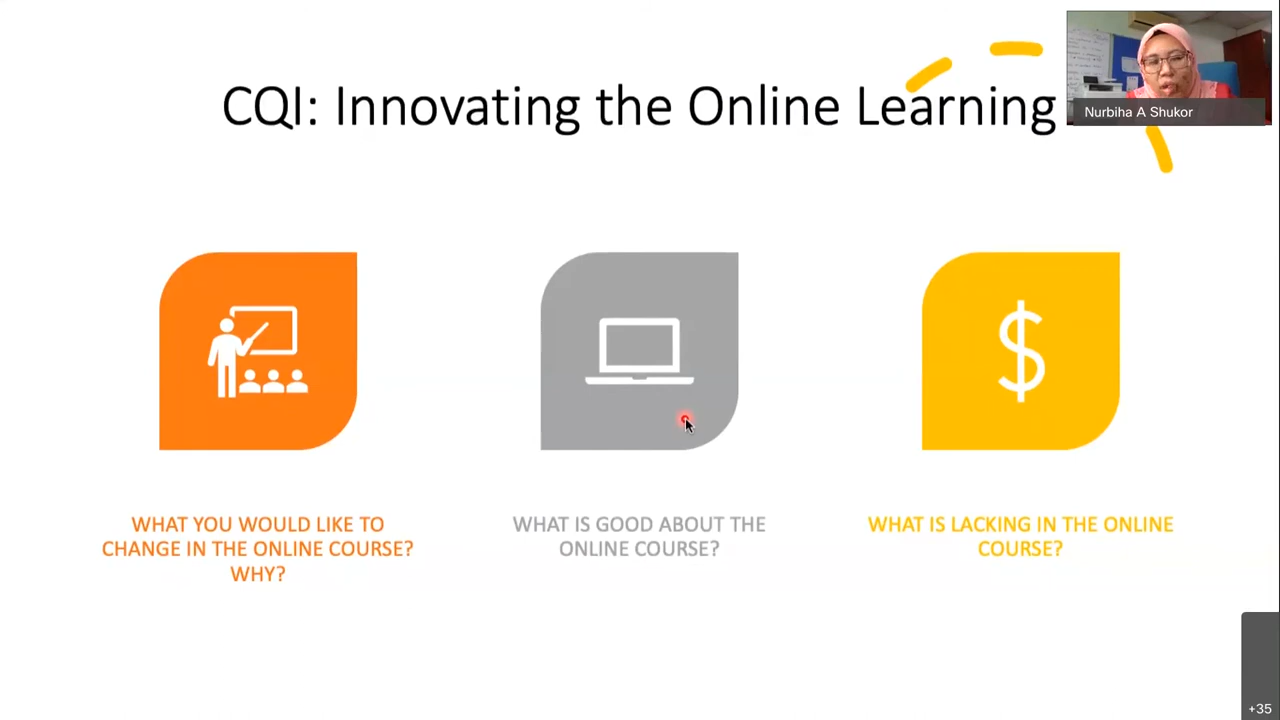 CQI: Innovating the Online Learning
Nurbiha A Shukor
$
WHAT YOU WOULD LIKE TO
CHANGE IN THE ONLINE COURSE?
WHY?
WHAT IS GOOD ABOUT THE
ONLINE COURSE?
WHAT IS LACKING IN THE ONLINE
COURSE?
+35